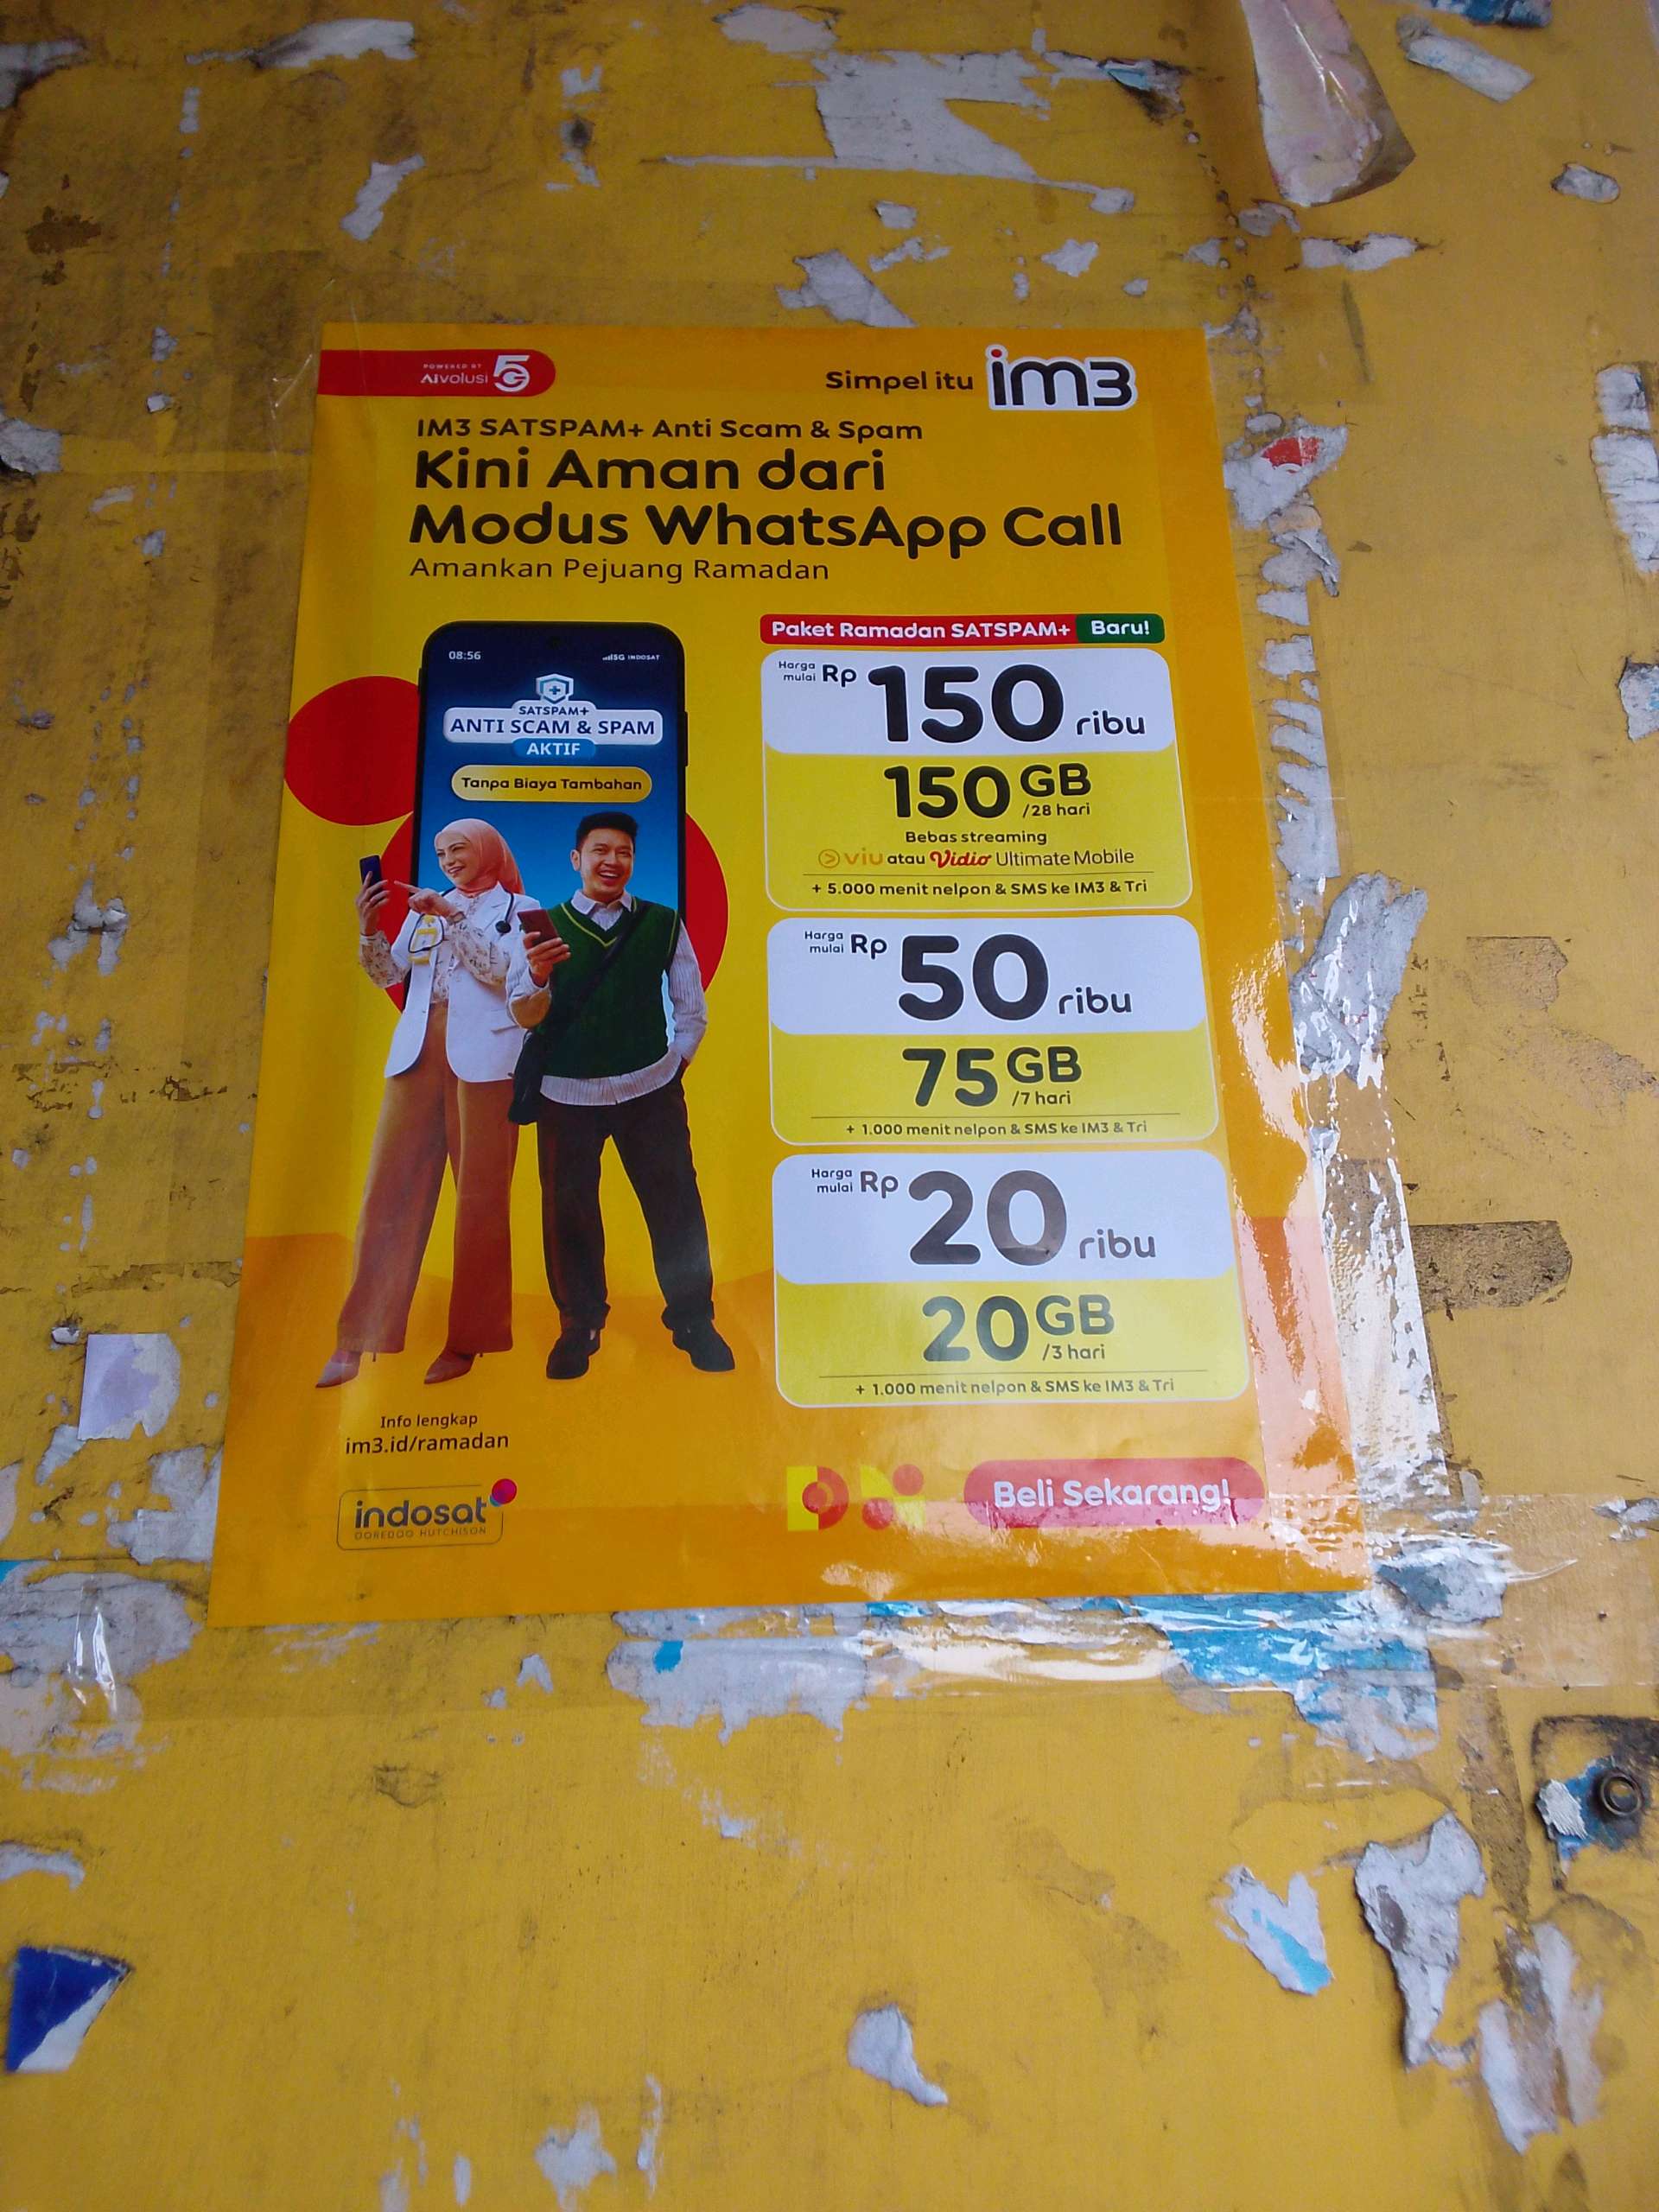 POWERED BY
AIvolusi 5G
Simpel itu im3
IM3 SATSPAM+ Anti Scam & Spam
Kini Aman dari
Modus WhatsApp Call
Amankan Pejuang Ramadan
08:56
5G INDOSAT
SATSPAM+
ANTI SCAM & SPAM
AKTIF
Tanpa Biaya Tambahan
Paket Ramadan SATSPAM+ Baru!
Harga mulai Rp 150 ribu
150 GB
/28 hari
Bebas streaming
viu atau Vidio Ultimate Mobile
+ 5.000 menit nelpon & SMS ke IM3 & Tri
Harga mulai Rp 50 ribu
75 GB
/7 hari
+ 1.000 menit nelpon & SMS ke IM3 & Tri
Harga mulai Rp 20 ribu
20 GB
/3 hari
+ 1.000 menit nelpon & SMS ke IM3 & Tri
Info lengkap
im3.id/ramadan
indosat
OOREDOO HUTCHISON
Beli Sekarang!